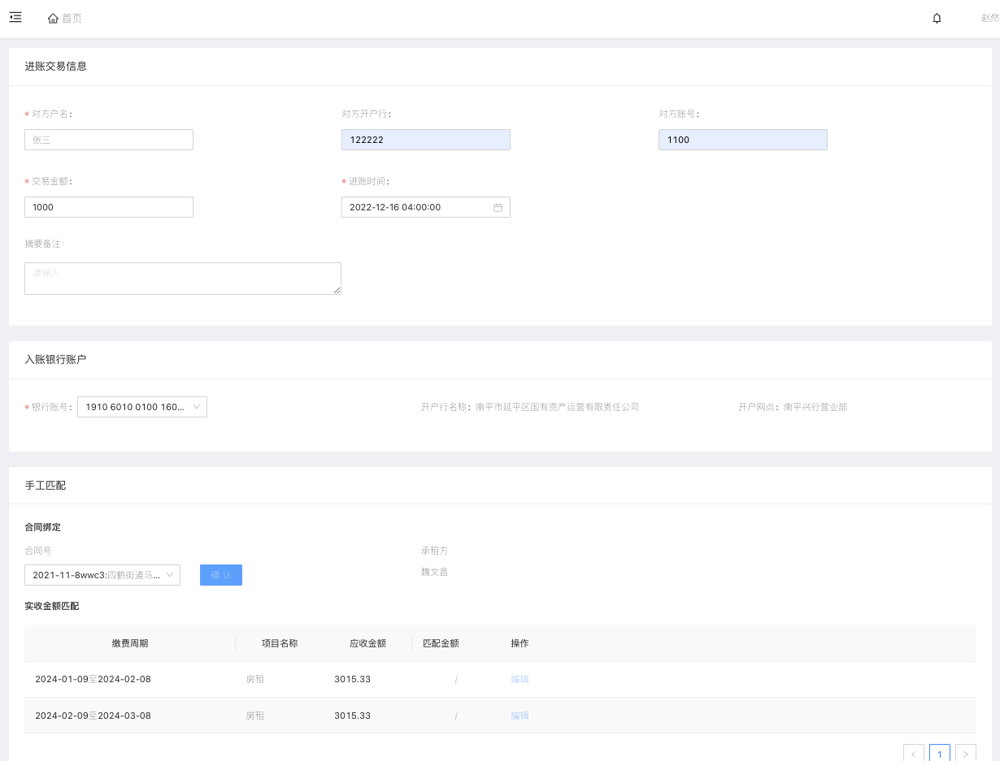 首页
赵然
进账交易信息
* 对方户名:
对方开户行:
对方账号:
张三
122222
1100
* 交易金额:
* 进账时间:
1000
2022-12-16 04:00:00
摘要备注:
请输入
入账银行账户
* 银行账号: 1910 6010 0100 160...
开户行名称: 南平市延平区国有资产运营有限责任公司
开户网点: 南平兴行营业部
手工匹配
合同绑定
合同号
承租方
2021-11-8wwc3:四鹤街道马...
确 认
魏文昌
实收金额匹配
缴费周期 项目名称 应收金额 匹配金额 操作
2024-01-09至2024-02-08 房租 3015.33 / 编辑
2024-02-09至2024-03-08 房租 3015.33 / 编辑
< 1 >